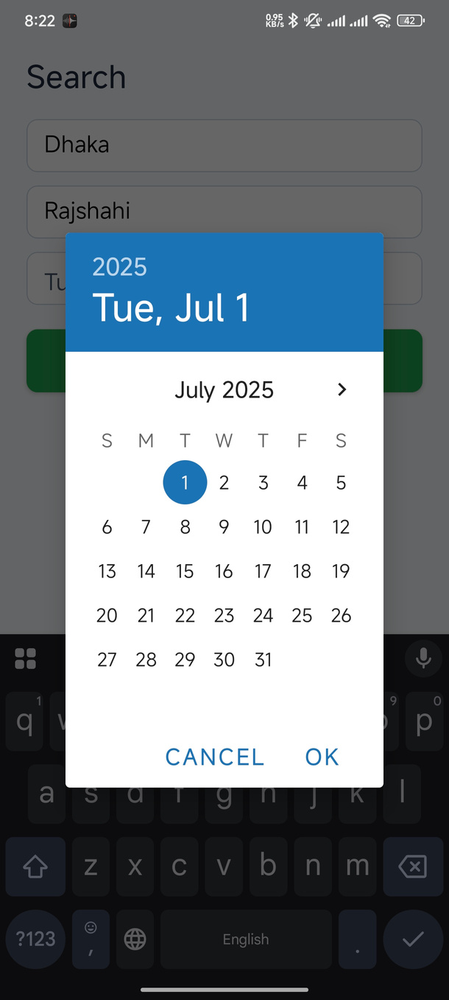 8:22
0.95
KB/s
42
Search
Dhaka
Rajshahi
Tu
2025
Tue, Jul 1
July 2025
S M T W T F S
1 2 3 4 5
6 7 8 9 10 11 12
13 14 15 16 17 18 19
20 21 22 23 24 25 26
27 28 29 30 31
CANCEL OK
1 9 0
q p
a s d f g h j k l
z x c v b n m
?123 , English .